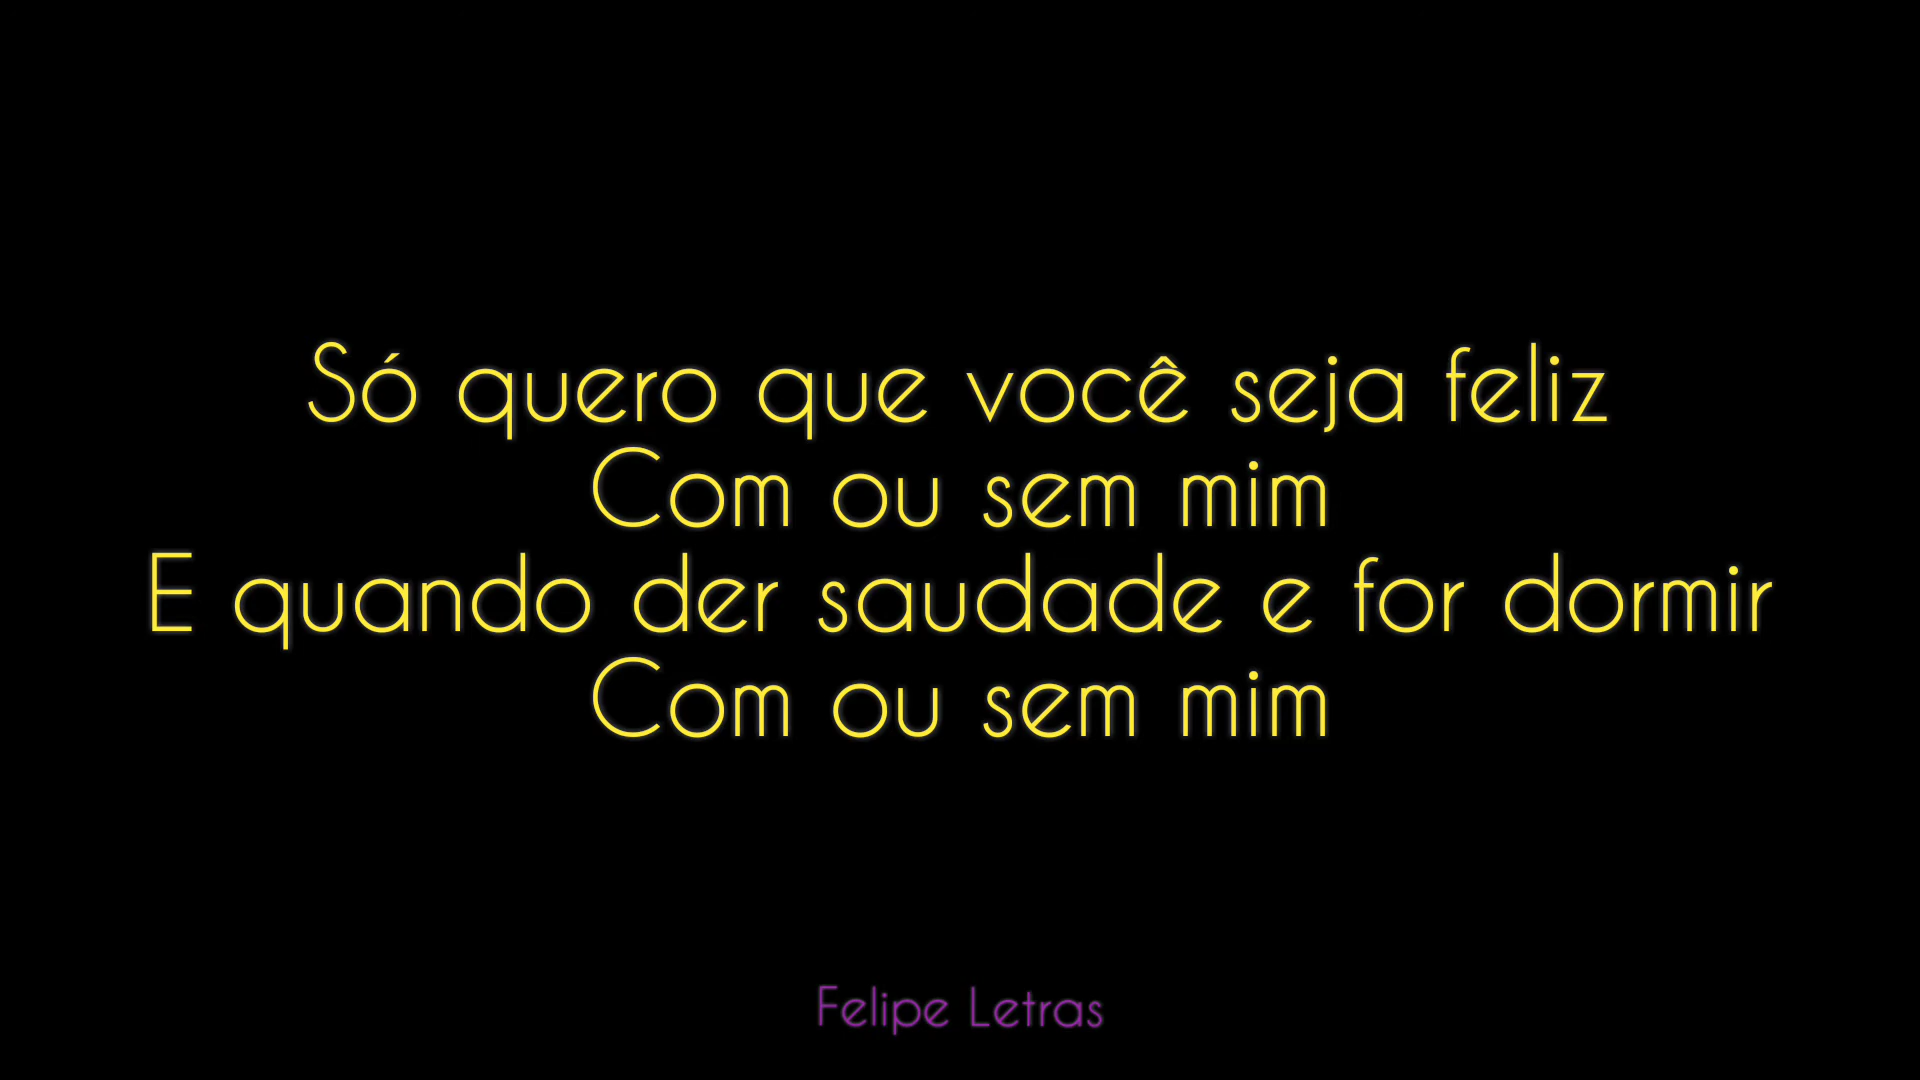 Só quero que você seja feliz
Com ou sem mim
E quando der saudade e for dormir
Com ou sem mim
Felipe Letras